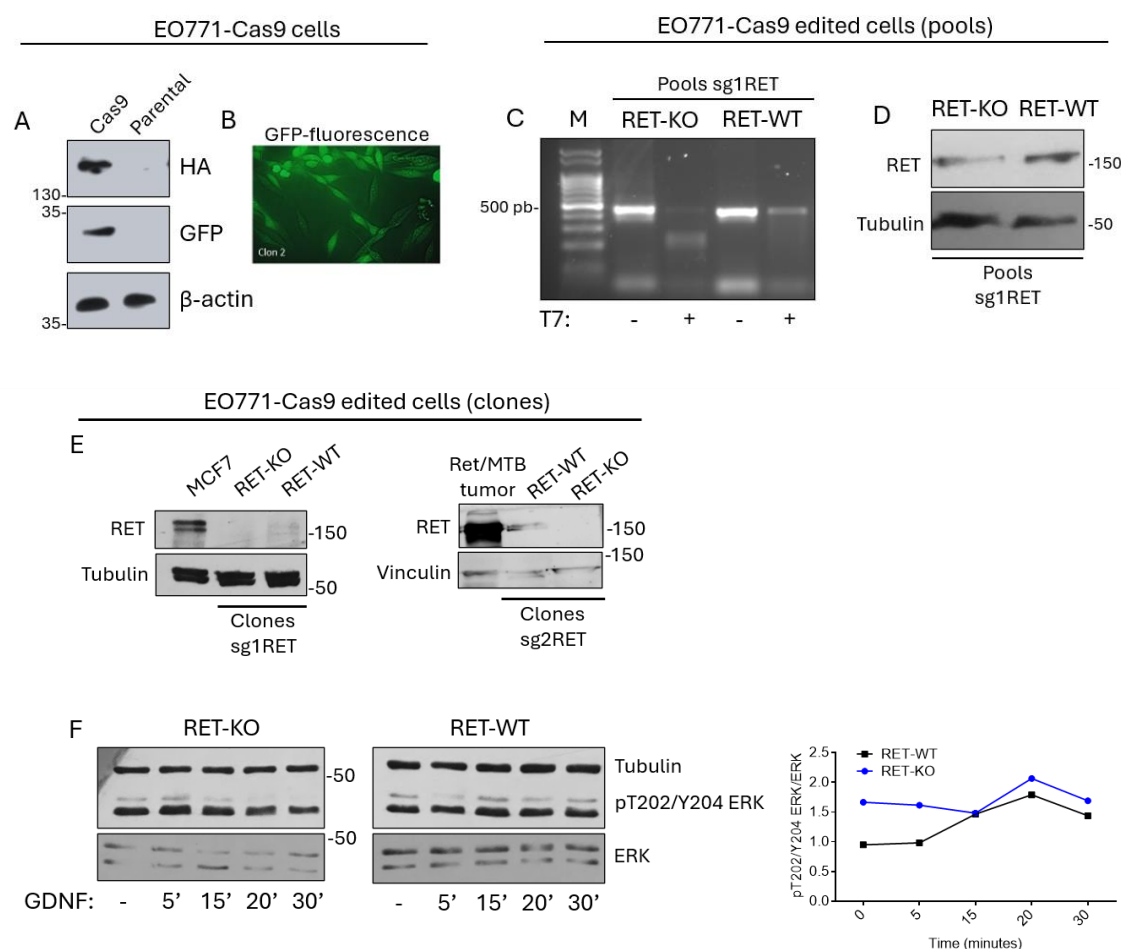 EO771-Cas9 cells
EO771-Cas9 edited cells (pools)
A
Cas9
Parental
HA
130-
35-
GFP
β-actin
35-
B
GFP-fluorescence
Clon 2
C
Pools sg1RET
M
RET-KO
RET-WT
500 pb-
T7:
-
+
-
+
D
RET-KO
RET-WT
RET
-150
Tubulin
-50
Pools
sg1RET
EO771-Cas9 edited cells (clones)
E
MCF7
RET-KO
RET-WT
RET
-150
Tubulin
-50
Clones
sg1RET
Ret/MTB
tumor
RET-WT
RET-KO
RET
-150
-150
Vinculin
Clones
sg2RET
F
RET-KO
RET-WT
-50
Tubulin
pT202/Y204 ERK
-50
ERK
GDNF:
-
5'
15'
20'
30'
-
5'
15'
20'
30'
pT202/Y204 ERK/ERK
2.5
2.0
1.5
1.0
0.5
0.0
RET-WT
RET-KO
0
5
15
20
30
Time (minutes)